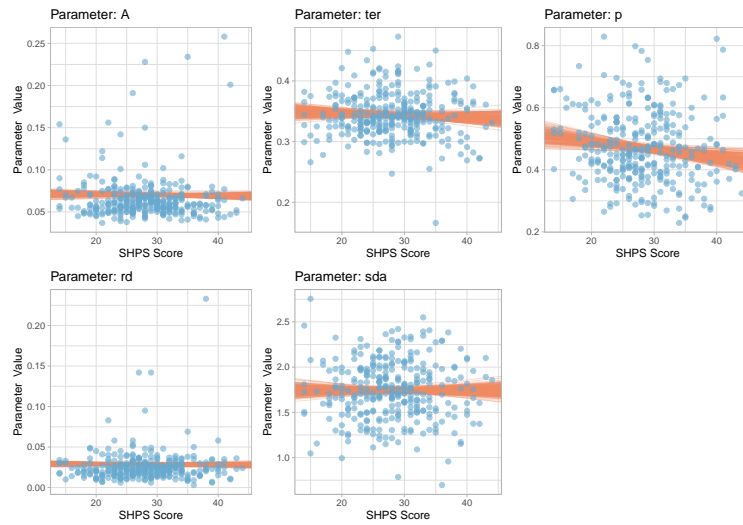 Parameter: A
0.25
0.20
0.15
0.10
0.05
Parameter Value
20
30
40
SHPS Score
Parameter: ter
0.4
0.3
0.2
Parameter Value
20
30
40
SHPS Score
Parameter: p
0.8
0.6
0.4
0.2
Parameter Value
20
30
40
SHPS Score
Parameter: rd
0.20
0.15
0.10
0.05
0.00
Parameter Value
20
30
40
SHPS Score
Parameter: sda
2.5
2.0
1.5
1.0
Parameter Value
20
30
40
SHPS Score